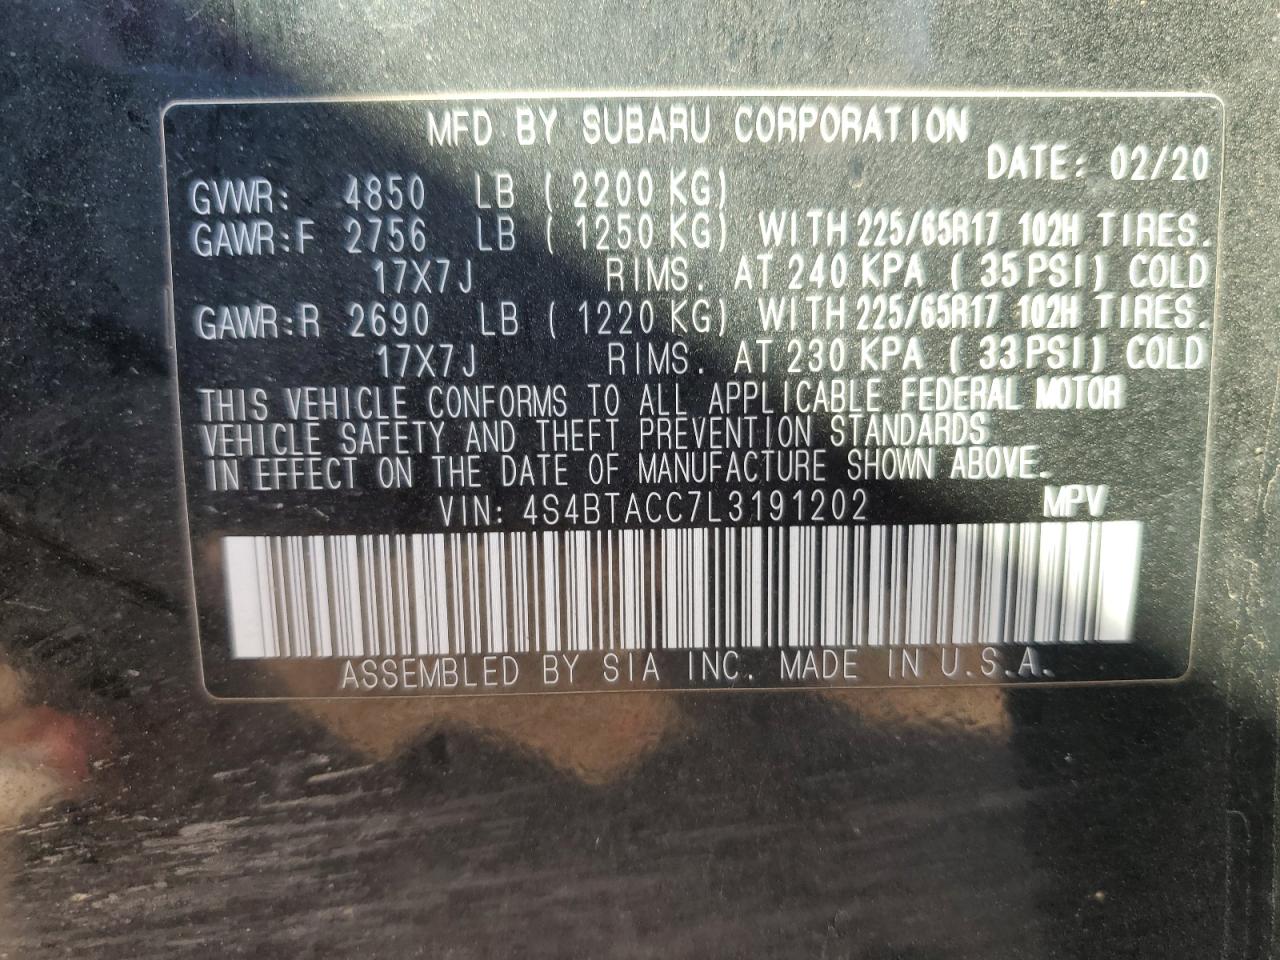 MFD BY SUBARU CORPORATION
DATE: 02/20
GVWR: 4850 LB ( 2200 KG)
GAWR:F 2756 LB ( 1250 KG) WITH 225/65R17 102H TIRES.
17X7J RIMS. AT 240 KPA ( 35 PSI) COLD
GAWR:R 2690 LB ( 1220 KG) WITH 225/65R17 102H TIRES.
17X7J RIMS. AT 230 KPA ( 33 PSI) COLD
THIS VEHICLE CONFORMS TO ALL APPLICABLE FEDERAL MOTOR
VEHICLE SAFETY AND THEFT PREVENTION STANDARDS
IN EFFECT ON THE DATE OF MANUFACTURE SHOWN ABOVE.
VIN: 4S4BTACC7L3191202 MPV
ASSEMBLED BY SIA INC. MADE IN U.S.A.